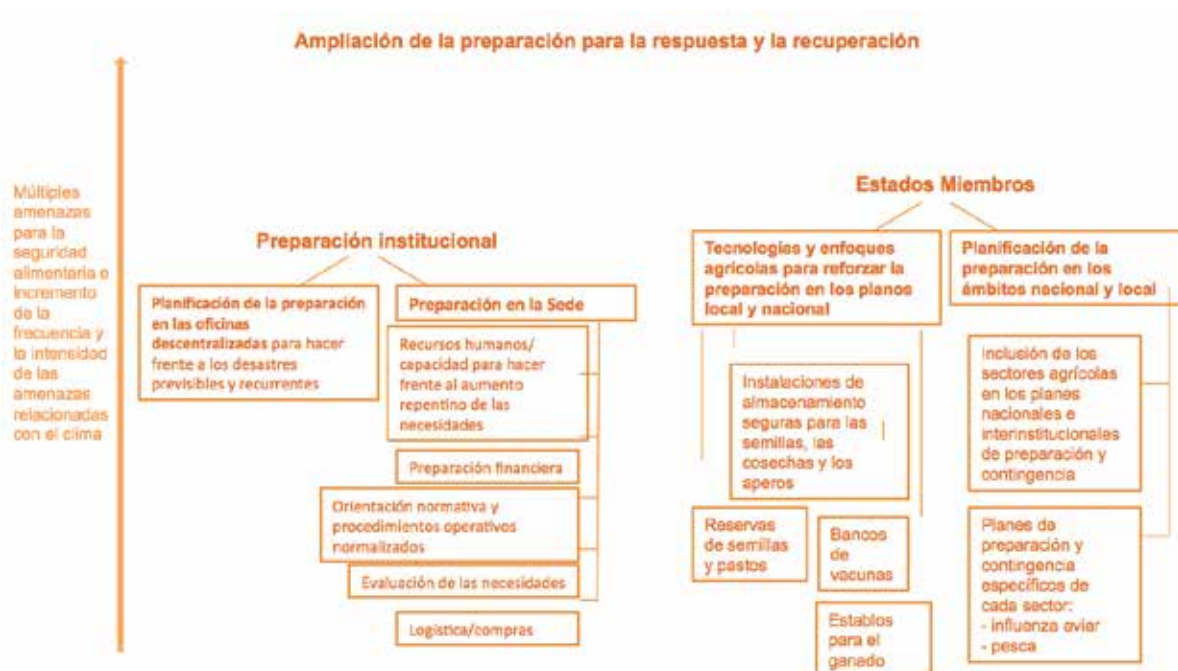 Ampliación de la preparación para la respuesta y la recuperación
Múltiples
amenazas
para la
seguridad
alimentaria e
incremento
de la
frecuencia y
la intensidad
de las
amenazas
relacionadas
con el clima
Preparación institucional
Planificación de la preparación
en las oficinas
descentralizadas para hacer
frente a los desastres
previsibles y recurrentes
Preparación en la Sede
Recursos humanos/
capacidad para hacer
frente al aumento
repentino de las
necesidades
Preparación financiera
Orientación normativa y
procedimientos operativos
normalizados
Evaluación de las necesidades
Logística/compras
Estados Miembros
Tecnologías y enfoques
agrícolas para reforzar la
preparación en los planos
local y nacional
Instalaciones de
almacenamiento
seguras para las
semillas, las
cosechas y los
aperos
Reservas
de semillas
y pastos
Bancos
de
vacunas
Establos
para el
ganado
Planificación de la
preparación en los
ámbitos nacional y local
Inclusión de los
sectores agrícolas
en los planes
nacionales e
interinstitucionales
de preparación y
contingencia
Planes de
preparación y
contingencia
específicos de
cada sector:
- influenza aviar
- pesca